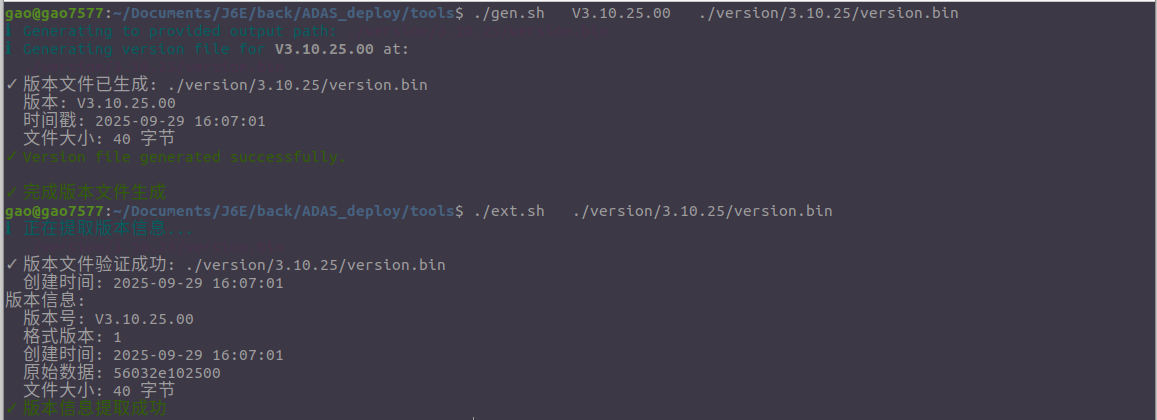 gao@gao7577:~/Documents/J6E/back/ADAS_deploy/tools$ ./gen.sh   V3.10.25.00   ./version/3.10.25/version.bin
i Generating to provided output path:
i Generating version file for V3.10.25.00 at:
✓ 版本文件已生成: ./version/3.10.25/version.bin
版本: V3.10.25.00
时间戳: 2025-09-29 16:07:01
文件大小: 40 字节
✓ Version file generated successfully.
✓ 完成版本文件生成
gao@gao7577:~/Documents/J6E/back/ADAS_deploy/tools$ ./ext.sh   ./version/3.10.25/version.bin
i 正在提取版本信息...
✓ 版本文件验证成功: ./version/3.10.25/version.bin
创建时间: 2025-09-29 16:07:01
版本信息:
版本号: V3.10.25.00
格式版本: 1
创建时间: 2025-09-29 16:07:01
原始数据: 56032e102500
文件大小: 40 字节
✓ 版本信息提取成功